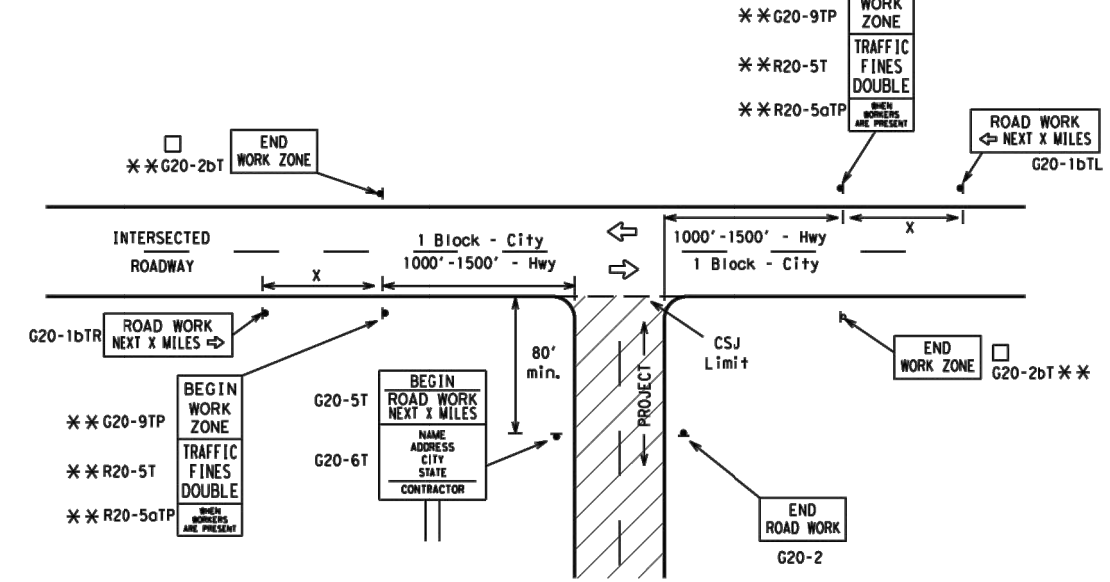 WORK
ZONE
**G20-9TP
TRAFFIC
FINES
DOUBLE
**R20-5T
WHEN
WORKERS
ARE PRESENT
**R20-5aTP
ROAD WORK
⇦ NEXT X MILES
G20-1bTL
END
WORK ZONE
□
**G20-2bT
INTERSECTED
ROADWAY
X
1 Block - City
1000'-1500' - Hwy
1000'-1500' - Hwy
1 Block - City
X
G20-1bTR
ROAD WORK
NEXT X MILES ⇨
80'
min.
CSJ
Limit
PROJECT
END
WORK ZONE
□
G20-2bT **
BEGIN
WORK
ZONE
**G20-9TP
TRAFFIC
FINES
DOUBLE
**R20-5T
WHEN
WORKERS
ARE PRESENT
**R20-5aTP
G20-5T
BEGIN
ROAD WORK
NEXT X MILES
G20-6T
NAME
ADDRESS
CITY
STATE
CONTRACTOR
END
ROAD WORK
G20-2